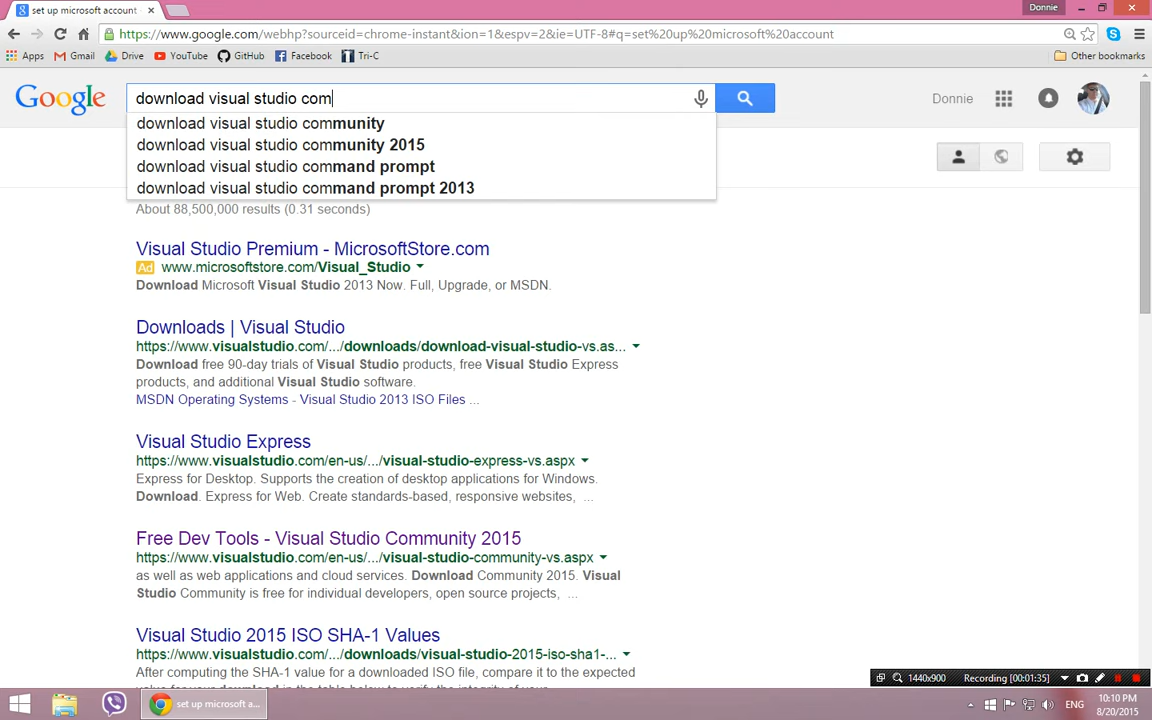 set up microsoft account
Donnie
https://www.google.com/webhp?sourceid=chrome-instant&ion=1&espv=2&ie=UTF-8#q=set%20up%20microsoft%20account
Apps Gmail Drive YouTube GitHub Facebook Tri-C Other bookmarks
Google
download visual studio com
Donnie
download visual studio community
download visual studio community 2015
download visual studio command prompt
download visual studio command prompt 2013
About 88,500,000 results (0.31 seconds)
Visual Studio Premium - MicrosoftStore.com
Ad www.microsoftstore.com/Visual_Studio
Download Microsoft Visual Studio 2013 Now. Full, Upgrade, or MSDN.
Downloads | Visual Studio
https://www.visualstudio.com/.../downloads/download-visual-studio-vs.as...
Download free 90-day trials of Visual Studio products, free Visual Studio Express
products, and additional Visual Studio software.
MSDN Operating Systems - Visual Studio 2013 ISO Files ...
Visual Studio Express
https://www.visualstudio.com/en-us/.../visual-studio-express-vs.aspx
Express for Desktop. Supports the creation of desktop applications for Windows.
Download. Express for Web. Create standards-based, responsive websites, ...
Free Dev Tools - Visual Studio Community 2015
https://www.visualstudio.com/en-us/.../visual-studio-community-vs.aspx
as well as web applications and cloud services. Download Community 2015. Visual
Studio Community is free for individual developers, open source projects, ...
Visual Studio 2015 ISO SHA-1 Values
https://www.visualstudio.com/.../downloads/visual-studio-2015-iso-sha1-...
After computing the SHA-1 value for a downloaded ISO file, compare it to the expected
1440x900 Recording [00:01:35]
set up microsoft a...
ENG
10:10 PM
8/20/2015